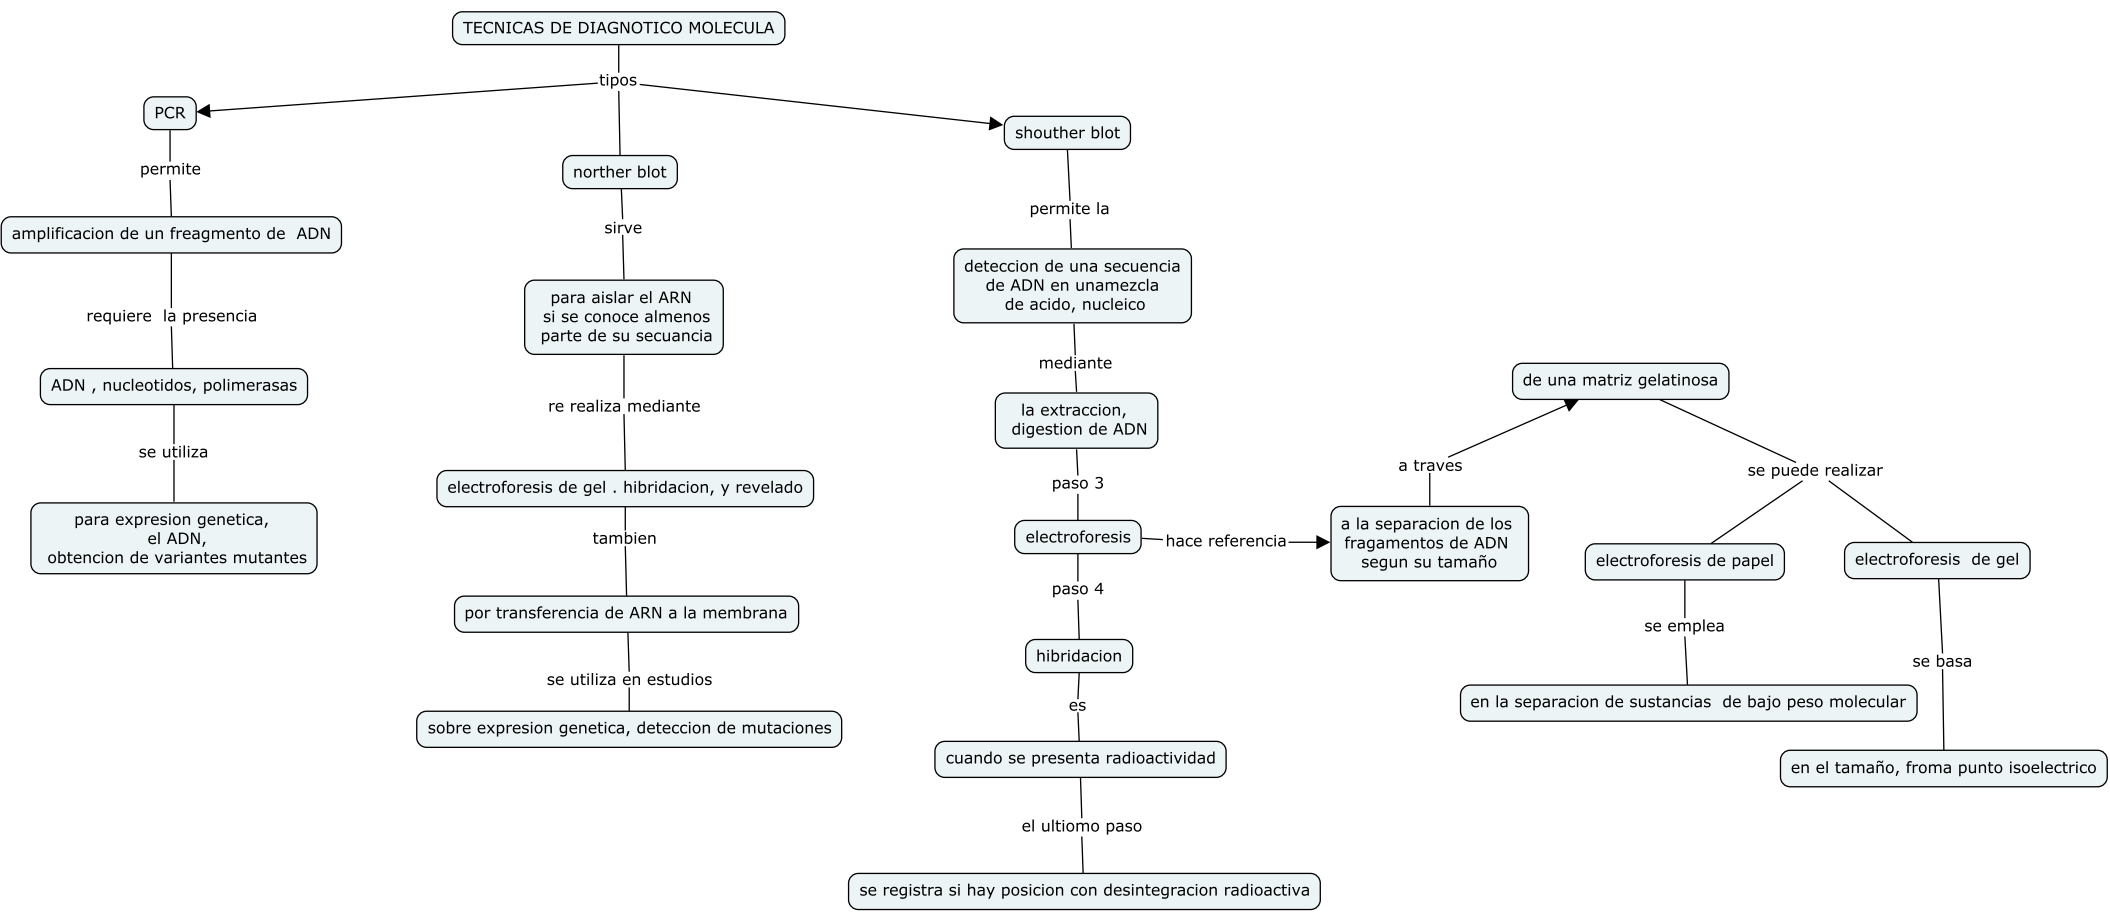 TECNICAS DE DIAGNOTICO MOLECULA
tipos
PCR
permite
amplificacion de un freagmento de  ADN
requiere  la presencia
ADN , nucleotidos, polimerasas
se utiliza
para expresion genetica,
el ADN,
obtencion de variantes mutantes
norther blot
sirve
para aislar el ARN
si se conoce almenos
parte de su secuancia
re realiza mediante
electroforesis de gel . hibridacion, y revelado
tambien
por transferencia de ARN a la membrana
se utiliza en estudios
sobre expresion genetica, deteccion de mutaciones
shouther blot
permite la
deteccion de una secuencia
de ADN en unamezcla
de acido, nucleico
mediante
la extraccion,
digestion de ADN
paso 3
electroforesis
paso 4
hibridacion
es
cuando se presenta radioactividad
el ultiomo paso
se registra si hay posicion con desintegracion radioactiva
hace referencia
a la separacion de los
fragamentos de ADN
segun su tamaño
a traves
de una matriz gelatinosa
se puede realizar
electroforesis de papel
se emplea
en la separacion de sustancias  de bajo peso molecular
electroforesis  de gel
se basa
en el tamaño, froma punto isoelectrico